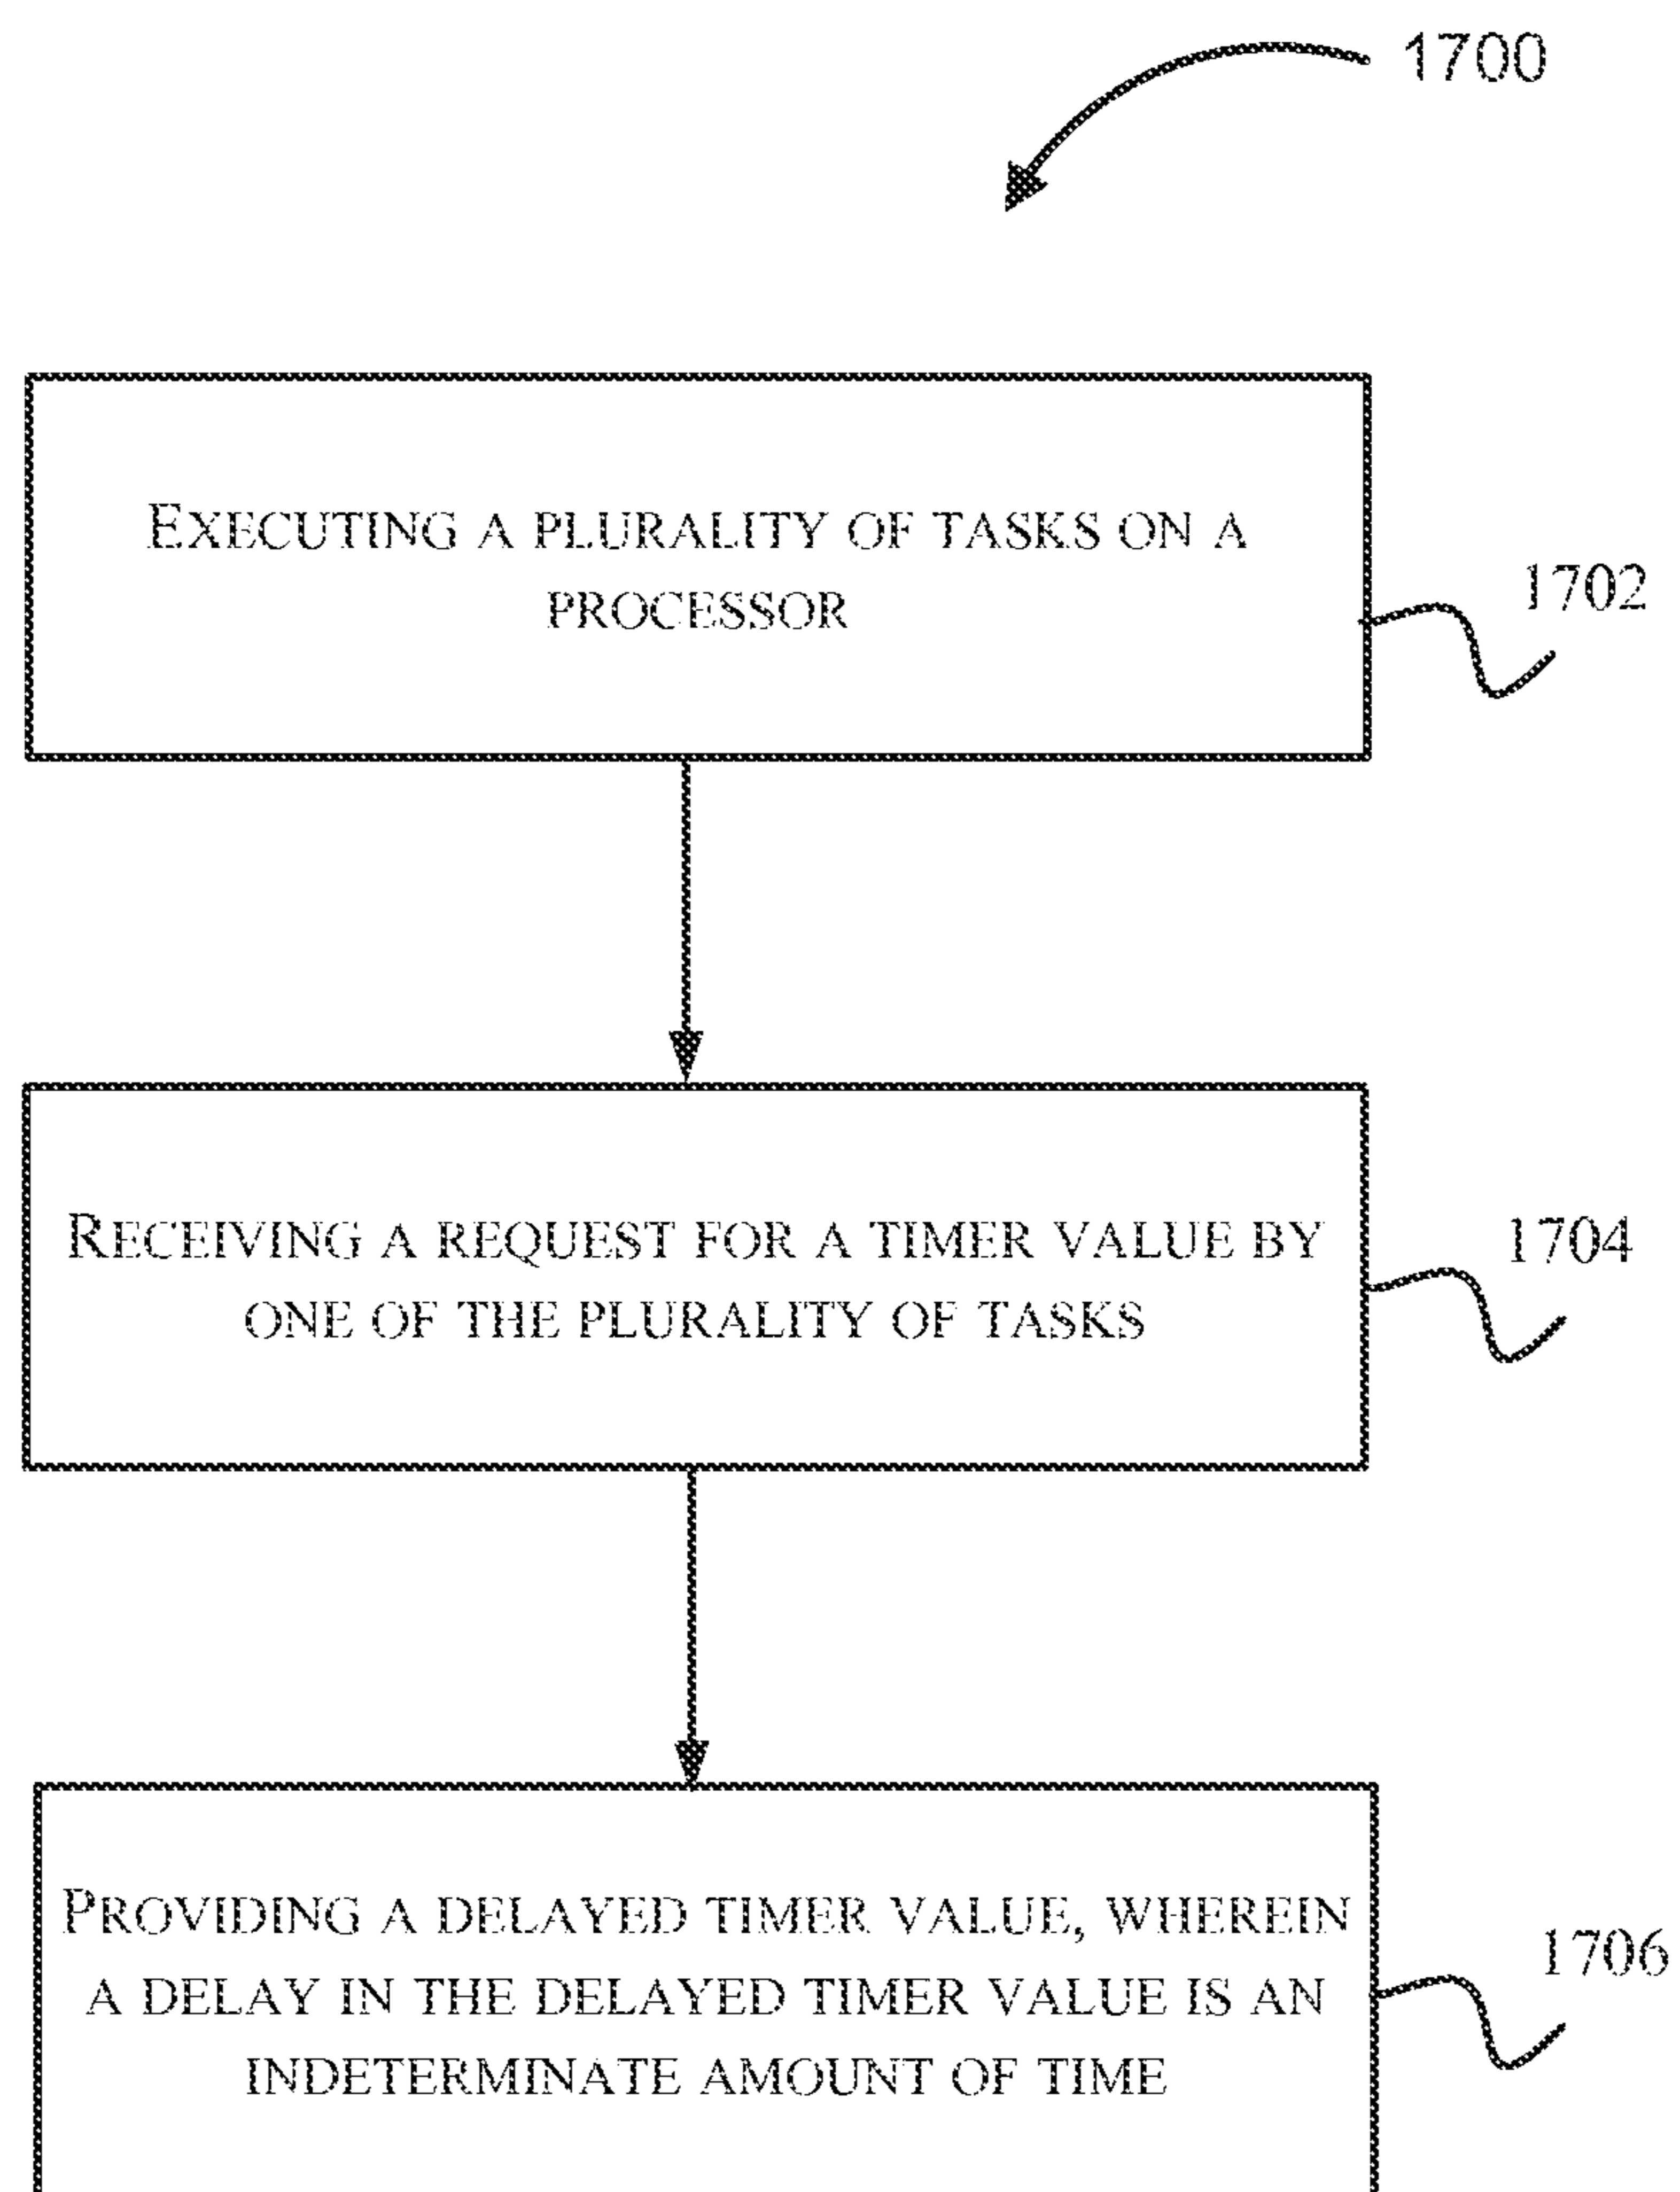 1700
EXECUTING A PLURALITY OF TASKS ON A
PROCESSOR
1702
RECEIVING A REQUEST FOR A TIMER VALUE BY
ONE OF THE PLURALITY OF TASKS
1704
PROVIDING A DELAYED TIMER VALUE, WHEREIN
A DELAY IN THE DELAYED TIMER VALUE IS AN
INDETERMINATE AMOUNT OF TIME
1706